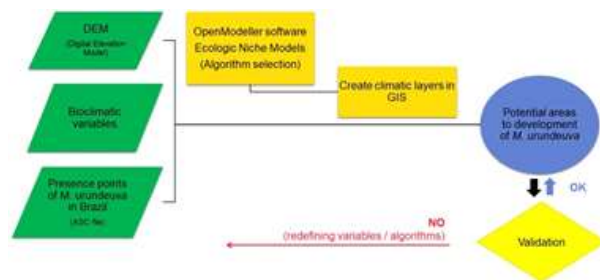 DEM
(Digital Elevation
Model)
OpenModeller software
Ecologic Niche Models
(Algorithm selection)
Create climatic layers in
GIS
Bioclimatic
variables
Potential areas
to development
of M. urundeuva
Presence points
of M. urundeuva
in Brazil
OK
NO
(redefining variables / algorithms)
Validation